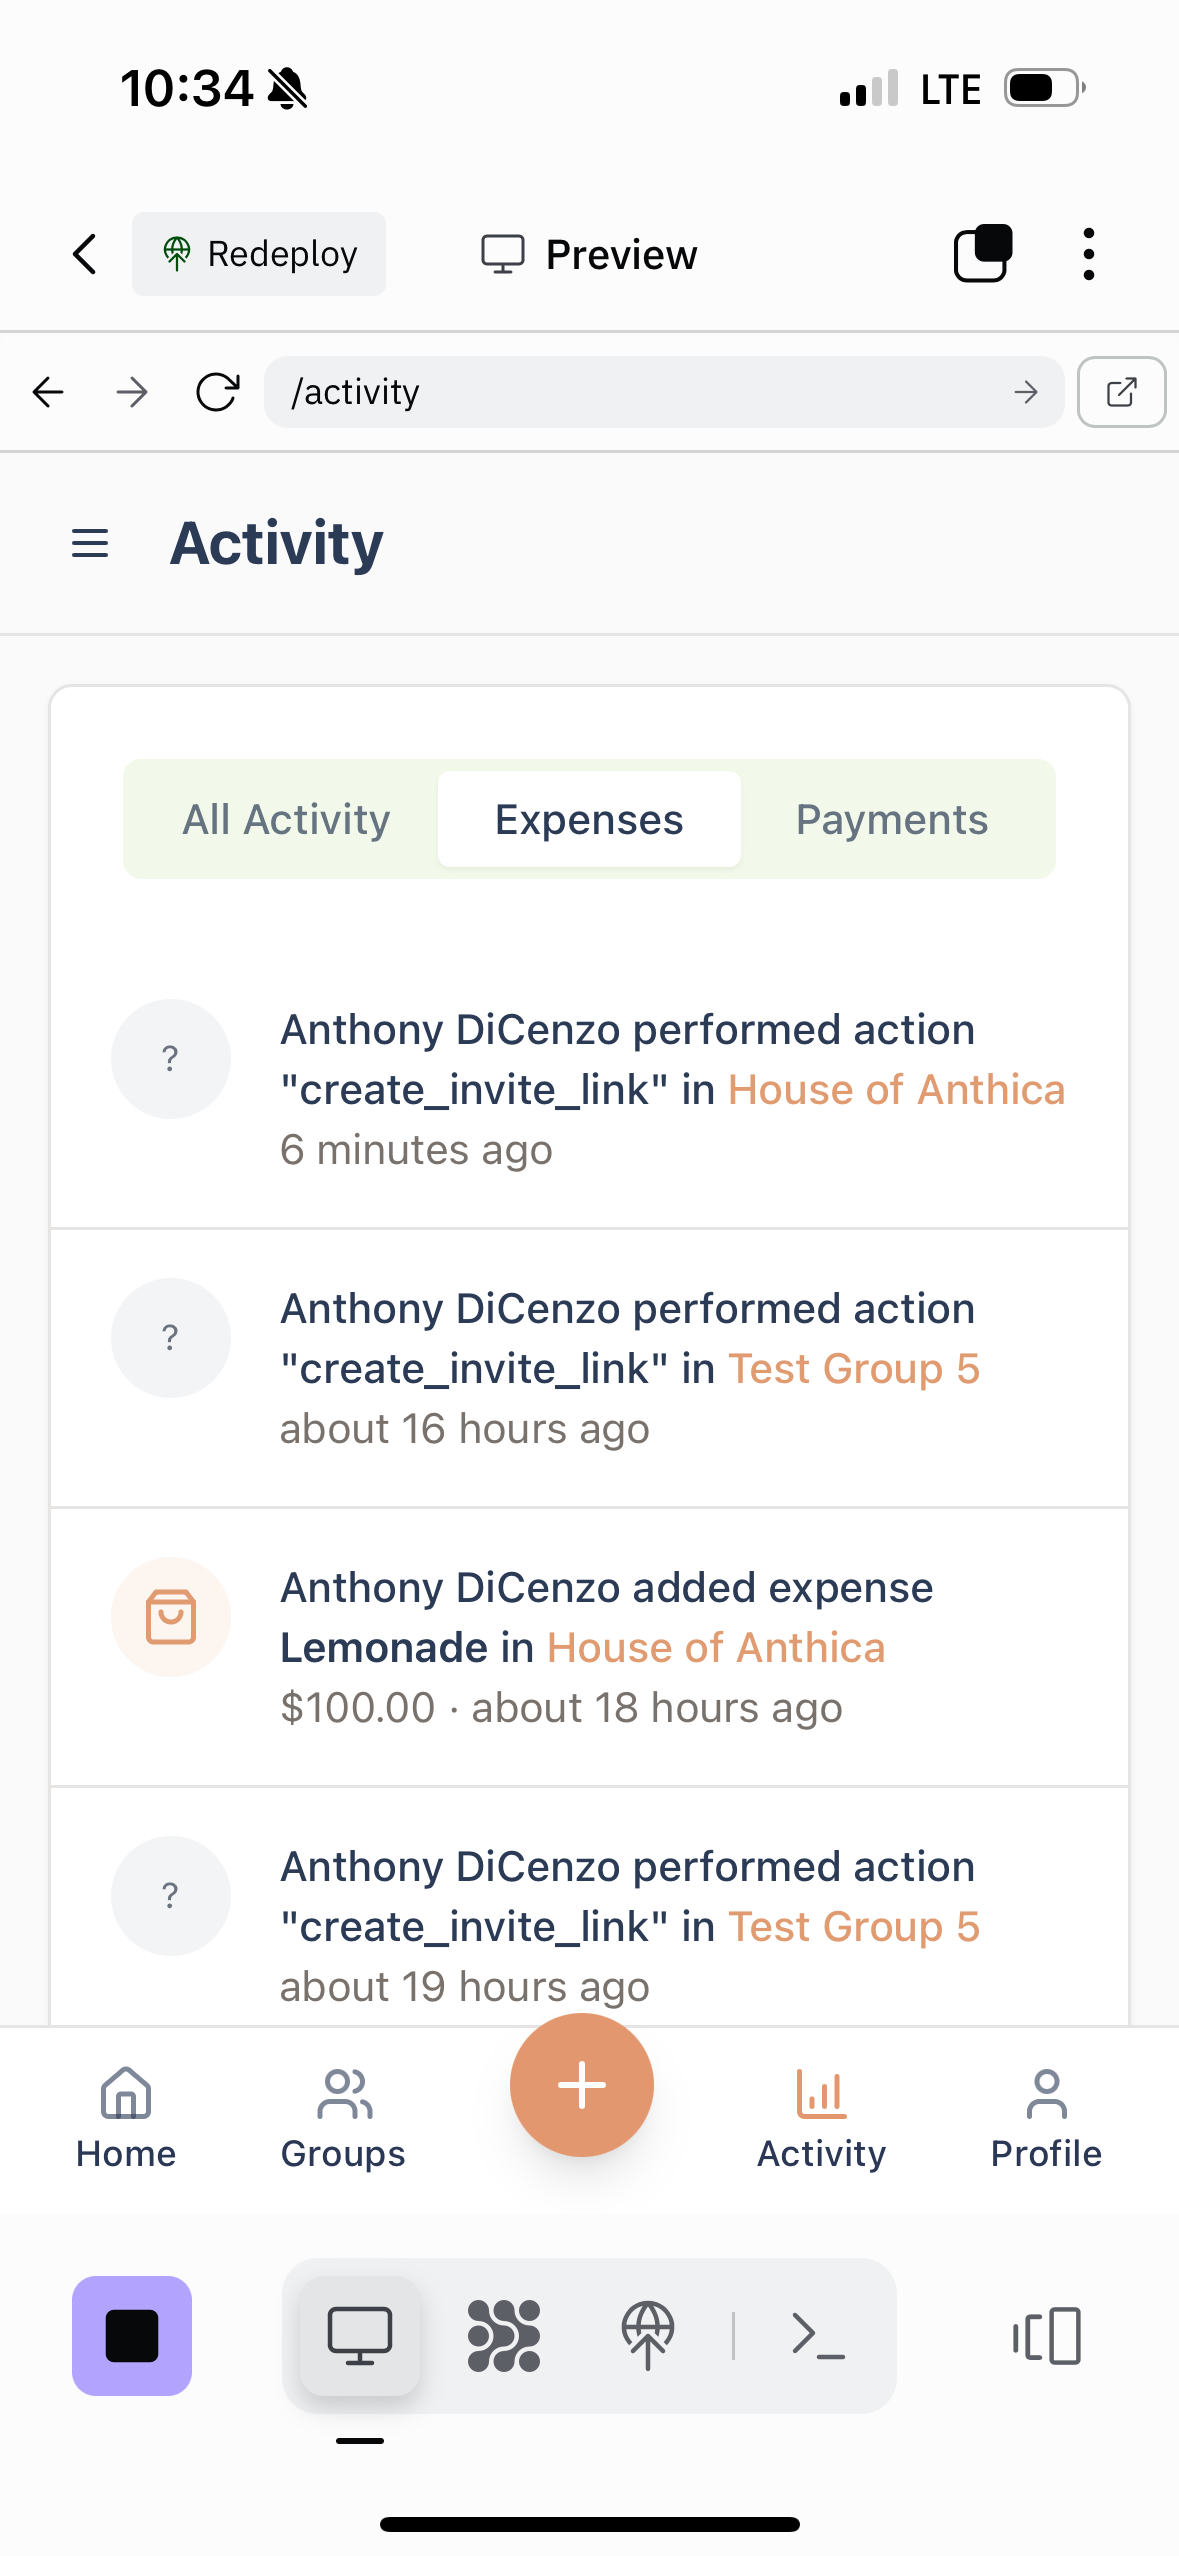 10:34
LTE
Redeploy
Preview
/activity
Activity
All Activity
Expenses
Payments
?
Anthony DiCenzo performed action
"create_invite_link" in House of Anthica
6 minutes ago
?
Anthony DiCenzo performed action
"create_invite_link" in Test Group 5
about 16 hours ago
Anthony DiCenzo added expense
Lemonade in House of Anthica
$100.00 · about 18 hours ago
?
Anthony DiCenzo performed action
"create_invite_link" in Test Group 5
about 19 hours ago
Home
Groups
Activity
Profile